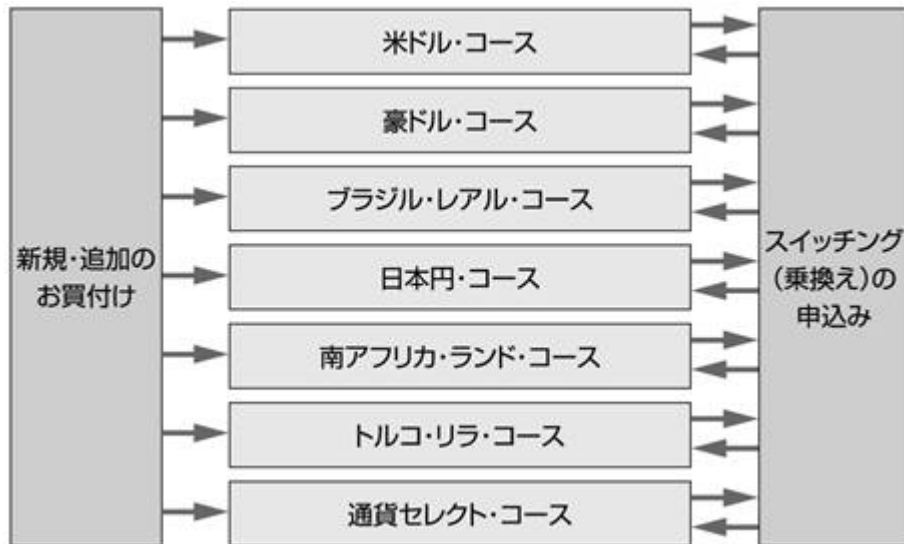 新規・追加の
お買付け
米ドル・コース
豪ドル・コース
ブラジル・レアル・コース
日本円・コース
南アフリカ・ランド・コース
トルコ・リラ・コース
通貨セレクト・コース
スイッチング
(乗換え)の
申込み